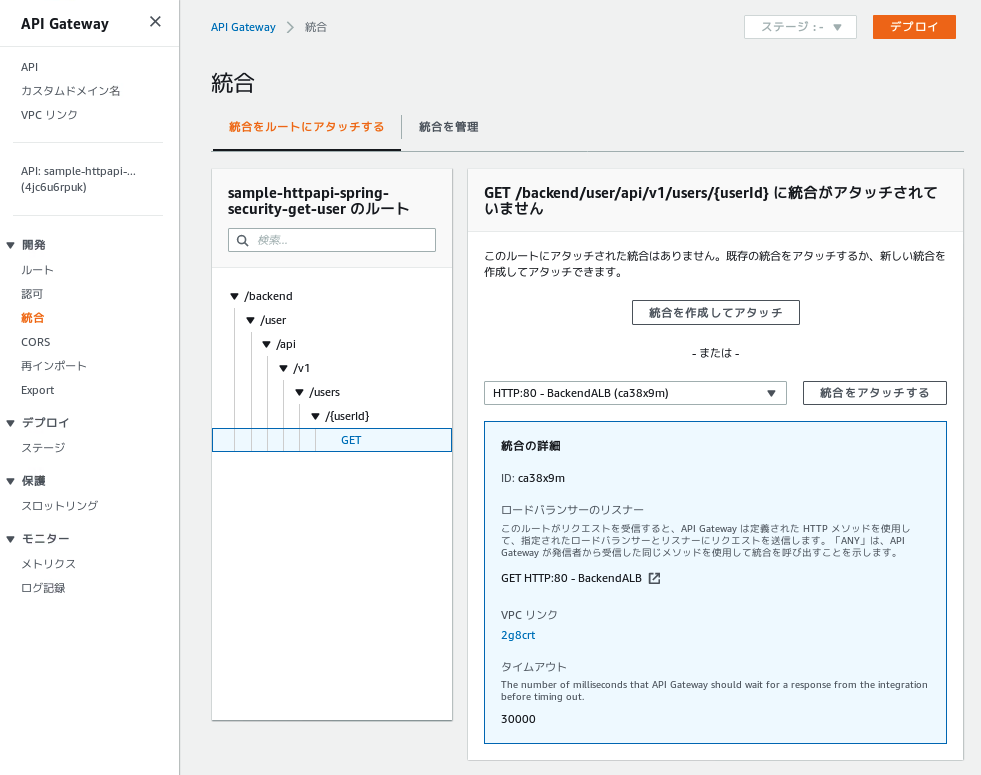 API Gateway
API
カスタムドメイン名
VPC リンク
API: sample-httpapi-...
(4jc6u6rpuk)
開発
ルート
認可
統合
CORS
再インポート
Export
デプロイ
ステージ
保護
スロットリング
モニター
メトリクス
ログ記録
API Gateway 統合
ステージ : -
デプロイ
統合
統合をルートにアタッチする
統合を管理
sample-httpapi-spring-
security-get-user のルート
検索...
/backend
/user
/api
/v1
/users
/{userId}
GET
GET /backend/user/api/v1/users/{userId} に統合がアタッチされて
いません
このルートにアタッチされた統合はありません。既存の統合をアタッチするか、新しい統合を
作成してアタッチできます。
統合を作成してアタッチ
- または -
HTTP:80 - BackendALB (ca38x9m)
統合をアタッチする
統合の詳細
ID: ca38x9m
ロードバランサーのリスナー
このルートがリクエストを受信すると、API Gateway は定義された HTTP メソッドを使用し
て、指定されたロードバランサーとリスナーにリクエストを送信します。「ANY」は、API
Gateway が発信者から受信した同じメソッドを使用して統合を呼び出すことを示します。
GET HTTP:80 - BackendALB
VPC リンク
2g8crt
タイムアウト
The number of milliseconds that API Gateway should wait for a response from the integration
before timing out.
30000